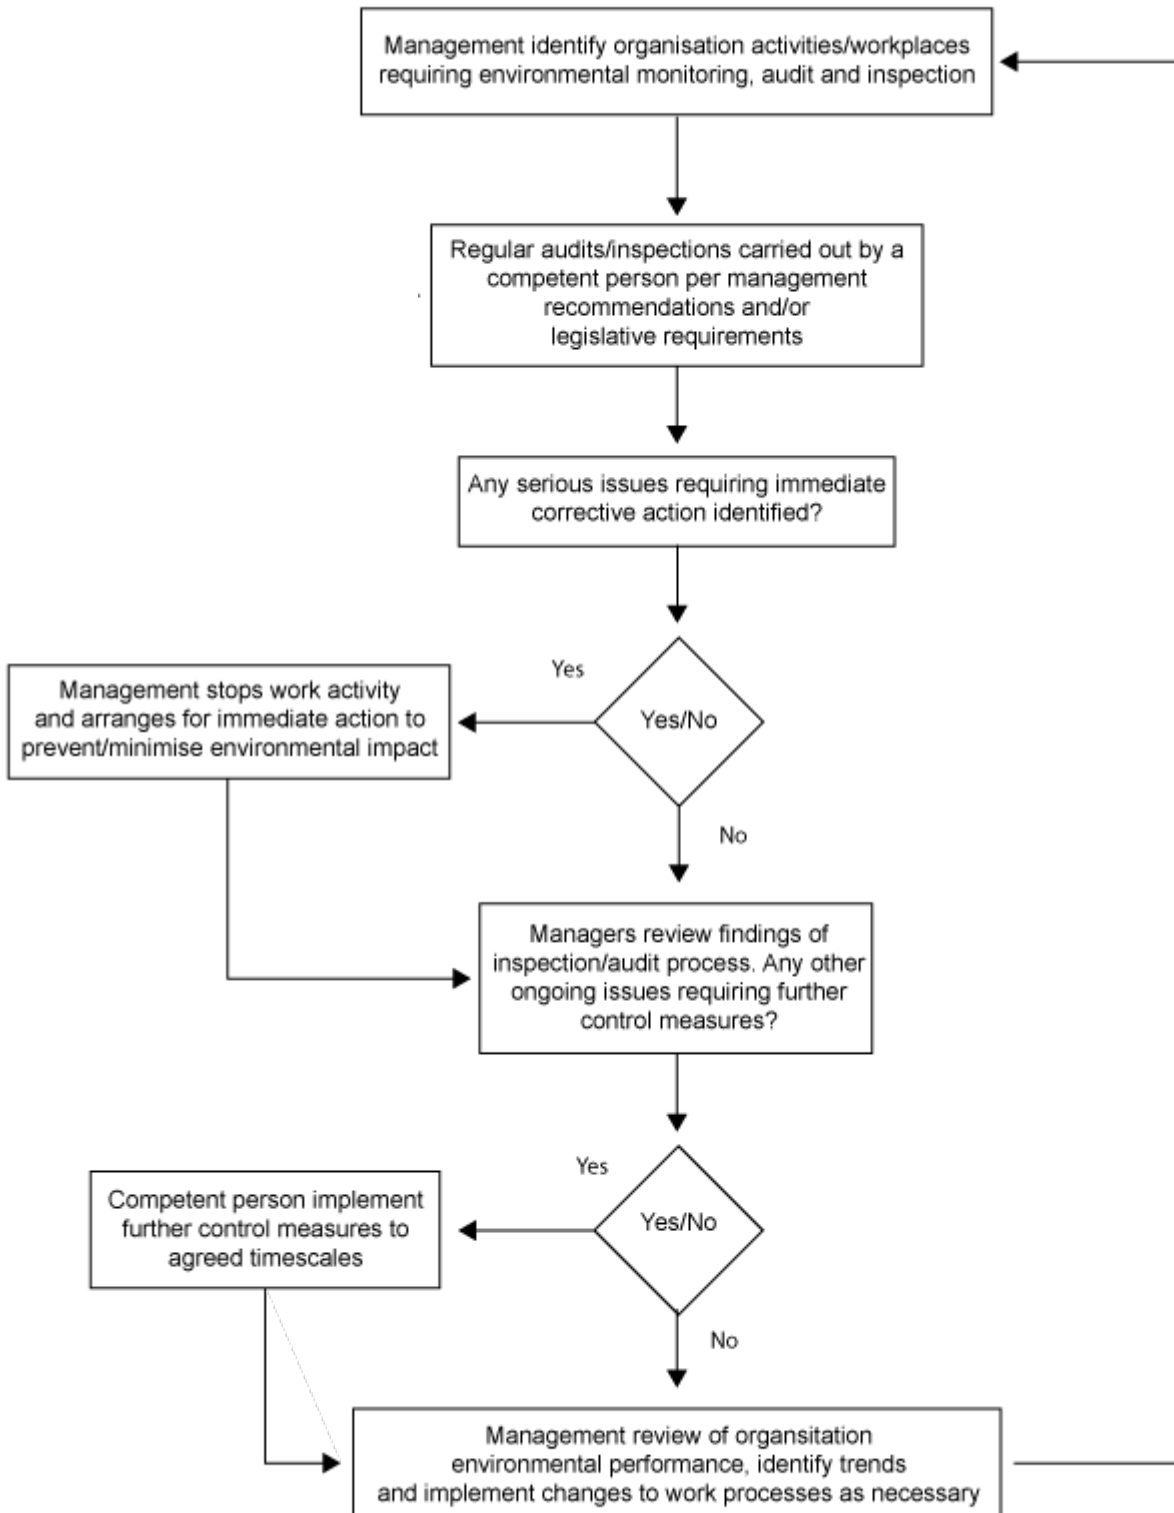 Management identify organisation activities/workplaces
requiring environmental monitoring, audit and inspection
Regular audits/inspections carried out by a
competent person per management
recommendations and/or
legislative requirements
Any serious issues requiring immediate
corrective action identified?
Yes
Yes/No
Management stops work activity
and arranges for immediate action to
prevent/minimise environmental impact
No
Managers review findings of
inspection/audit process. Any other
ongoing issues requiring further
control measures?
Yes
Yes/No
Competent person implement
further control measures to
agreed timescales
No
Management review of organsitation
environmental performance, identify trends
and implement changes to work processes as necessary